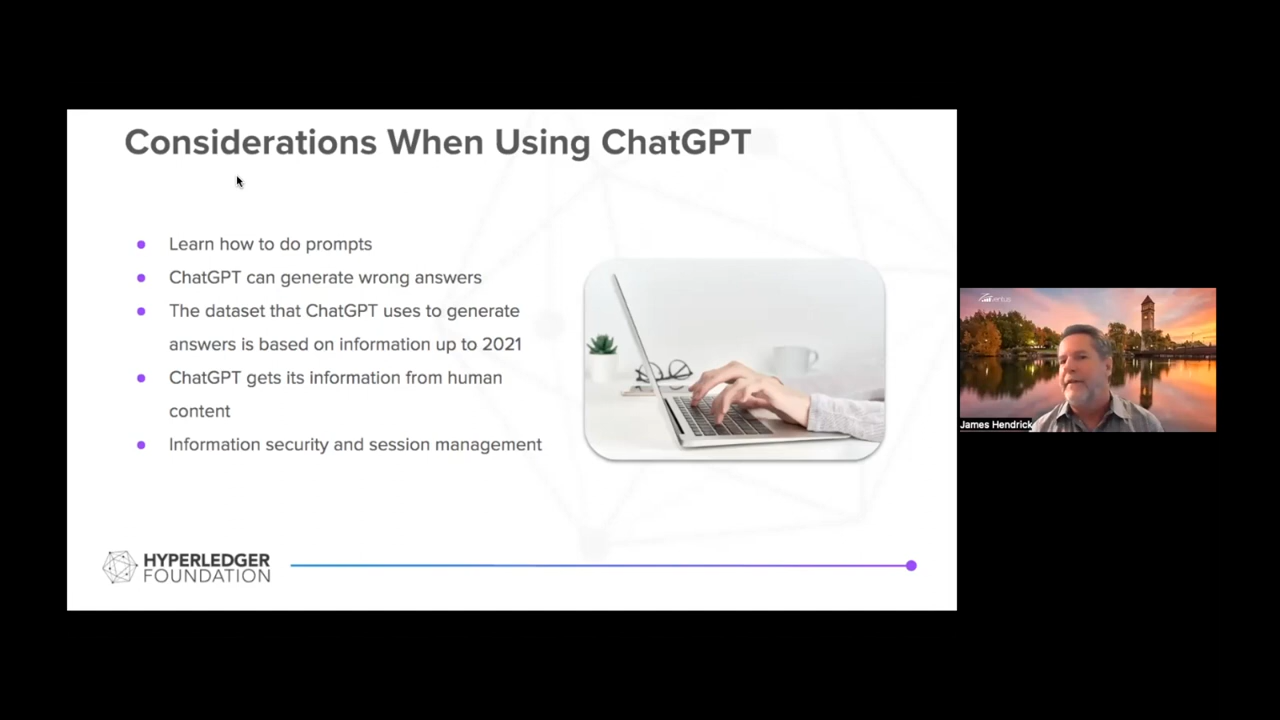 Considerations When Using ChatGPT
Learn how to do prompts
ChatGPT can generate wrong answers
The dataset that ChatGPT uses to generate
answers is based on information up to 2021
ChatGPT gets its information from human
content
Information security and session management
HYPERLEDGER
FOUNDATION
James Hendrick